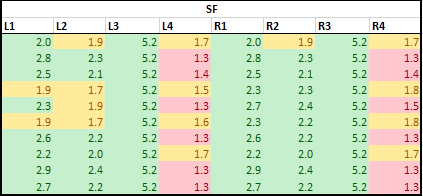 SF
L1 L2 L3 L4 R1 R2 R3 R4
2.0 1.9 5.2 1.7 2.0 1.9 5.2 1.7
2.8 2.3 5.2 1.3 2.8 2.3 5.2 1.3
2.5 2.1 5.2 1.4 2.5 2.1 5.2 1.4
1.9 1.7 5.2 1.5 2.3 2.3 5.2 1.8
2.3 1.9 5.2 1.3 2.7 2.4 5.2 1.5
1.9 1.7 5.2 1.6 2.3 2.2 5.2 1.8
2.6 2.2 5.2 1.3 2.6 2.2 5.2 1.3
2.2 2.0 5.2 1.7 2.2 2.0 5.2 1.7
2.9 2.4 5.2 1.3 2.9 2.4 5.2 1.3
2.7 2.2 5.2 1.3 2.7 2.2 5.2 1.3